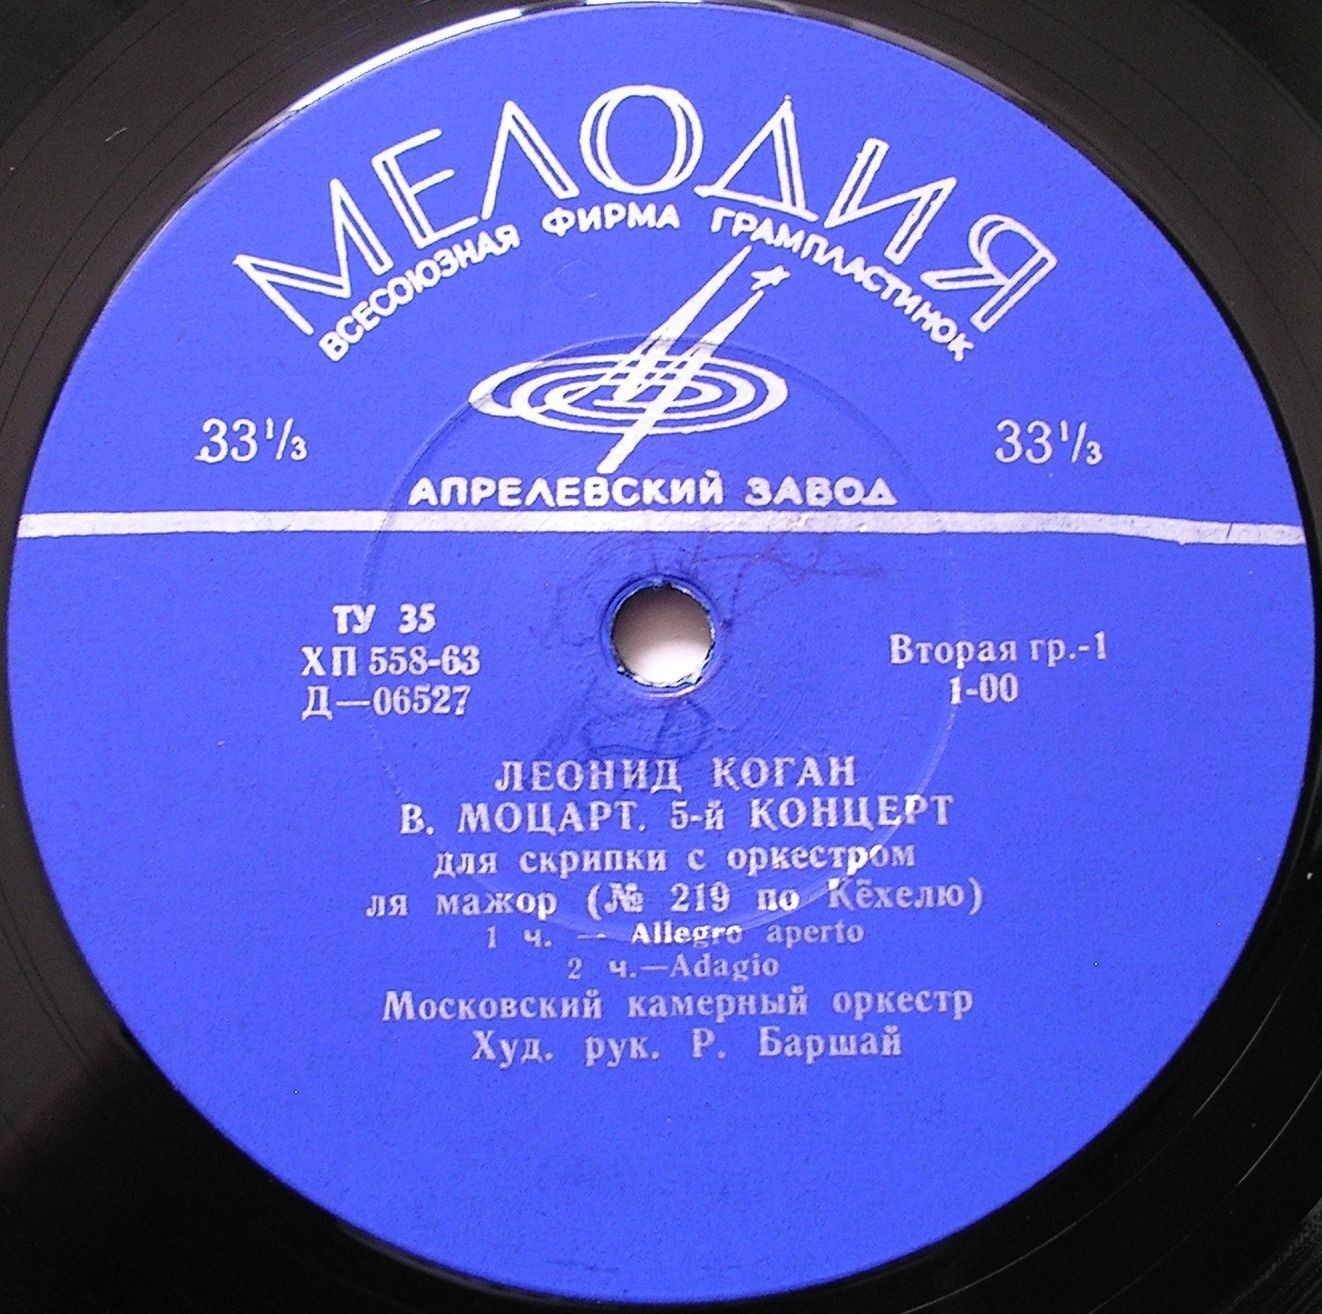 МЕЛОДИЯ
ВСЕСОЮЗНАЯ ФИРМА ГРАМПЛАСТИНОК
33⅓ 33⅓
АПРЕЛЕВСКИЙ ЗАВОД
ТУ 35
ХП 558-63
Д—06527
Вторая гр.-1
1-00
ЛЕОНИД КОГАН
В. МОЦАРТ. 5-й КОНЦЕРТ
для скрипки с оркестром
ля мажор (№ 219 по Кёхелю)
1 ч. — Allegro aperto
2 ч.—Adagio
Московский камерный оркестр
Худ. рук. Р. Баршай